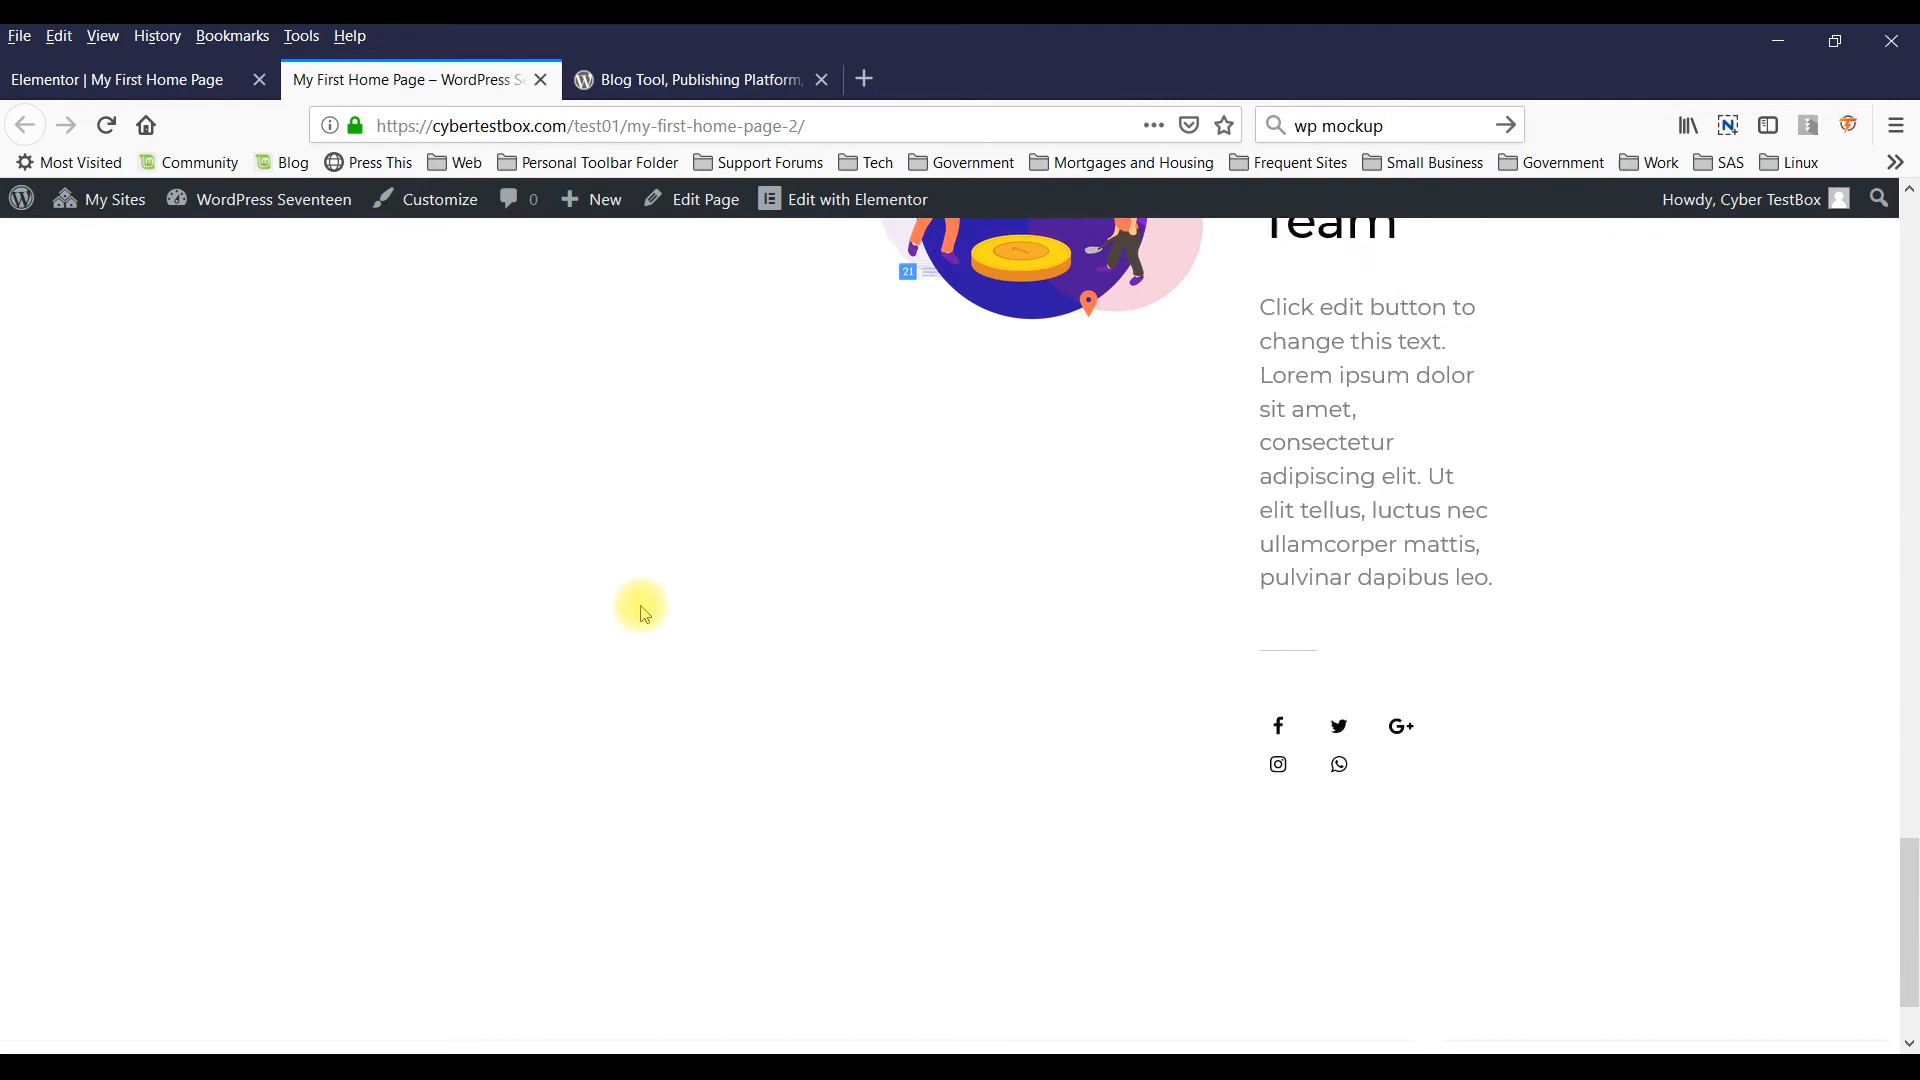 File Edit View History Bookmarks Tools Help
Elementor | My First Home Page
My First Home Page – WordPress Se
Blog Tool, Publishing Platform,
https://cybertestbox.com/test01/my-first-home-page-2/
wp mockup
Most Visited Community Blog Press This Web Personal Toolbar Folder Support Forums Tech Government Mortgages and Housing Frequent Sites Small Business Government Work SAS Linux
My Sites WordPress Seventeen Customize 0 New Edit Page Edit with Elementor Howdy, Cyber TestBox
Team
21
Click edit button to
change this text.
Lorem ipsum dolor
sit amet,
consectetur
adipiscing elit. Ut
elit tellus, luctus nec
ullamcorper mattis,
pulvinar dapibus leo.